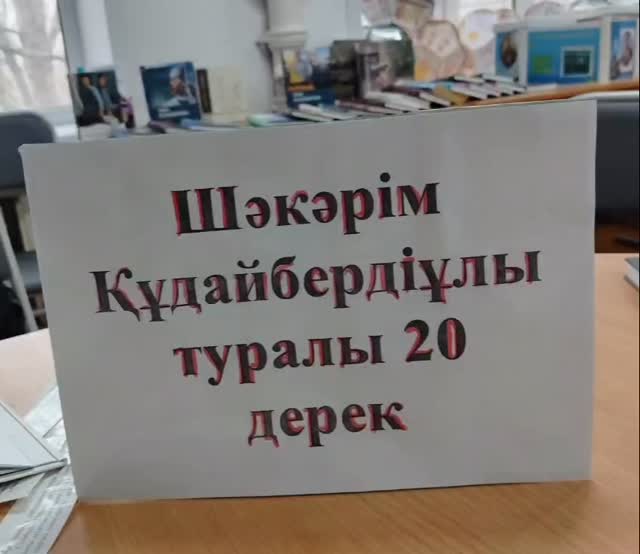 Шәкәрім
Құдайбердіұлы
туралы 20
дерек